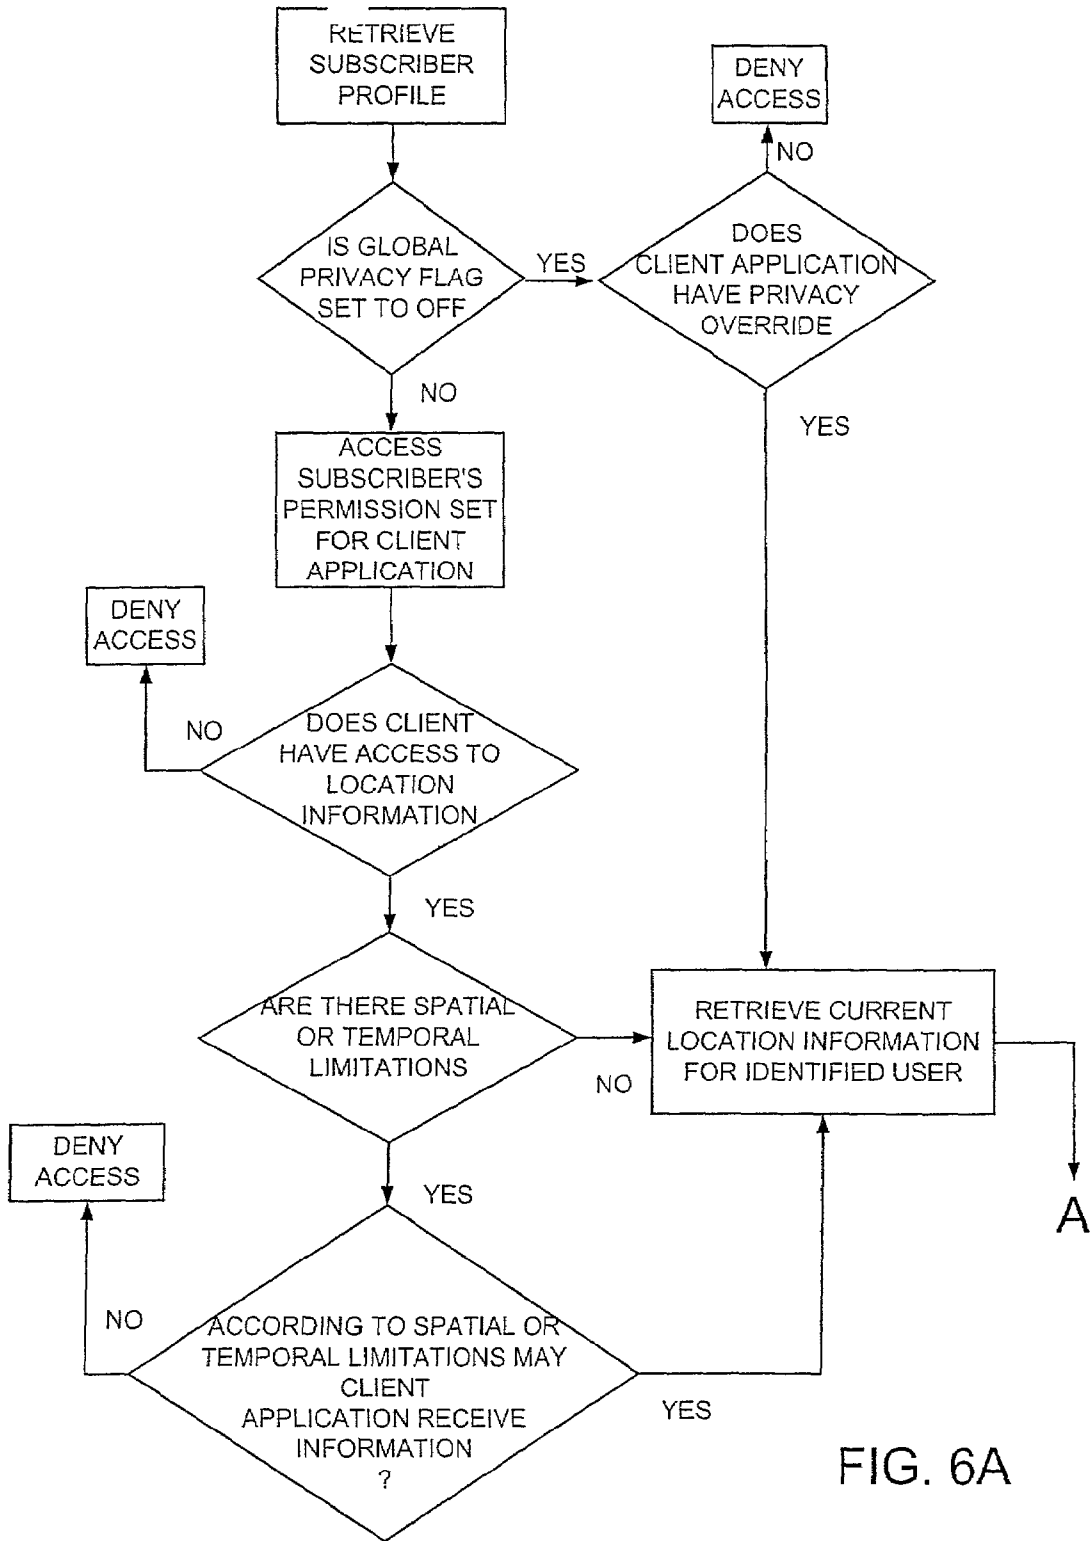 RETRIEVE
SUBSCRIBER
PROFILE
DENY
ACCESS
NO
IS GLOBAL
PRIVACY FLAG
SET TO OFF
YES
DOES
CLIENT APPLICATION
HAVE PRIVACY
OVERRIDE
NO
YES
ACCESS
SUBSCRIBER'S
PERMISSION SET
FOR CLIENT
APPLICATION
DENY
ACCESS
NO
DOES CLIENT
HAVE ACCESS TO
LOCATION
INFORMATION
YES
ARE THERE SPATIAL
OR TEMPORAL
LIMITATIONS
NO
RETRIEVE CURRENT
LOCATION INFORMATION
FOR IDENTIFIED USER
A
DENY
ACCESS
YES
NO
ACCORDING TO SPATIAL OR
TEMPORAL LIMITATIONS MAY
CLIENT
APPLICATION RECEIVE
INFORMATION
?
YES
FIG. 6A